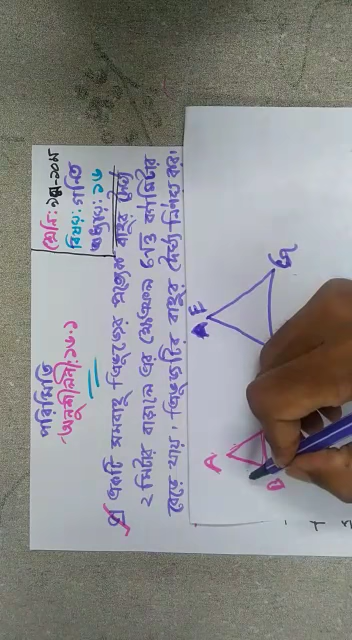 শ্রেণি: ৯ম-১০ম
বিষয়: গণিত
অধ্যায়: ১৬
পরিমিতি
অনুশীলনী: ১৬.১
একটি সমবাহু ত্রিভুজের প্রত্যেক বাহুর দৈর্ঘ্য
২ মিটার বাড়ালে এর ক্ষেত্রফল ৩√৩ বর্গমিটার
বেড়ে যায়। ত্রিভুজটির বাহুর দৈর্ঘ্য নির্ণয় কর।
E
G
A
B